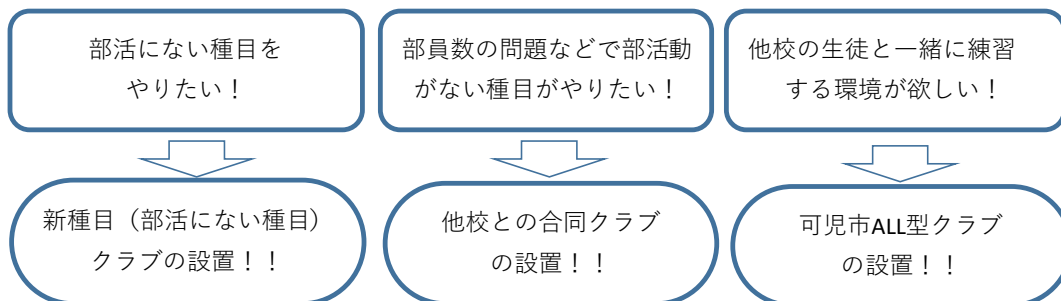 部活にない種目を
やりたい！
部員数の問題などで部活動
がない種目がやりたい！
他校の生徒と一緒に練習
する環境が欲しい！
新種目（部活にない種目）
クラブの設置！！
他校との合同クラブ
の設置！！
可児市ALL型クラブ
の設置！！